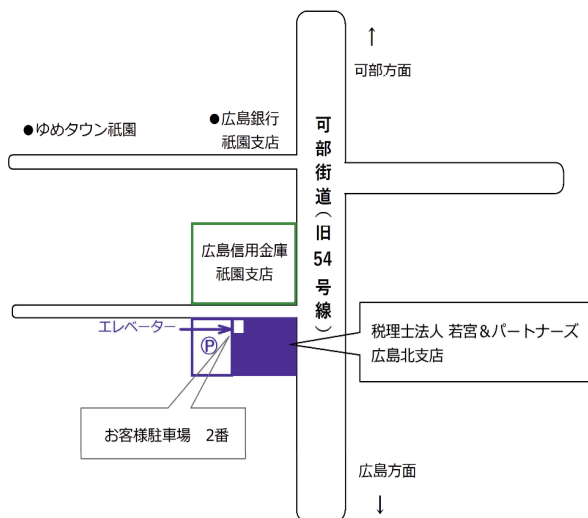 ↑
可部方面
●広島銀行
祇園支店
●ゆめタウン祇園
可部街道(旧54号線)
広島信用金庫
祇園支店
エレベーター
Ⓟ
税理士法人 若宮&パートナーズ
広島北支店
お客様駐車場 2番
広島方面
↓